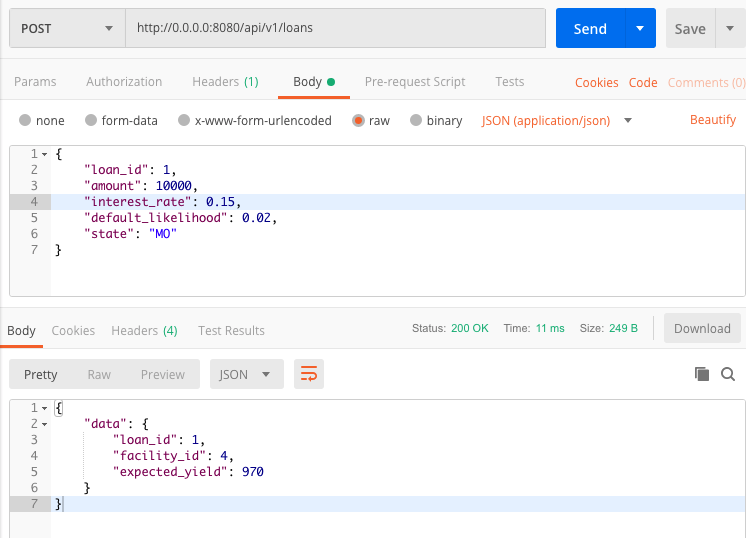 POST http://0.0.0.0:8080/api/v1/loans Send Save
Params Authorization Headers (1) Body Pre-request Script Tests Cookies Code Comments (0)
none form-data x-www-form-urlencoded raw binary JSON (application/json) Beautify
1 {
2 "loan_id": 1,
3 "amount": 10000,
4 "interest_rate": 0.15,
5 "default_likelihood": 0.02,
6 "state": "MO"
7 }
Body Cookies Headers (4) Test Results Status: 200 OK Time: 11 ms Size: 249 B Download
Pretty Raw Preview JSON
1 {
2 "data": {
3 "loan_id": 1,
4 "facility_id": 4,
5 "expected_yield": 970
6 }
7 }